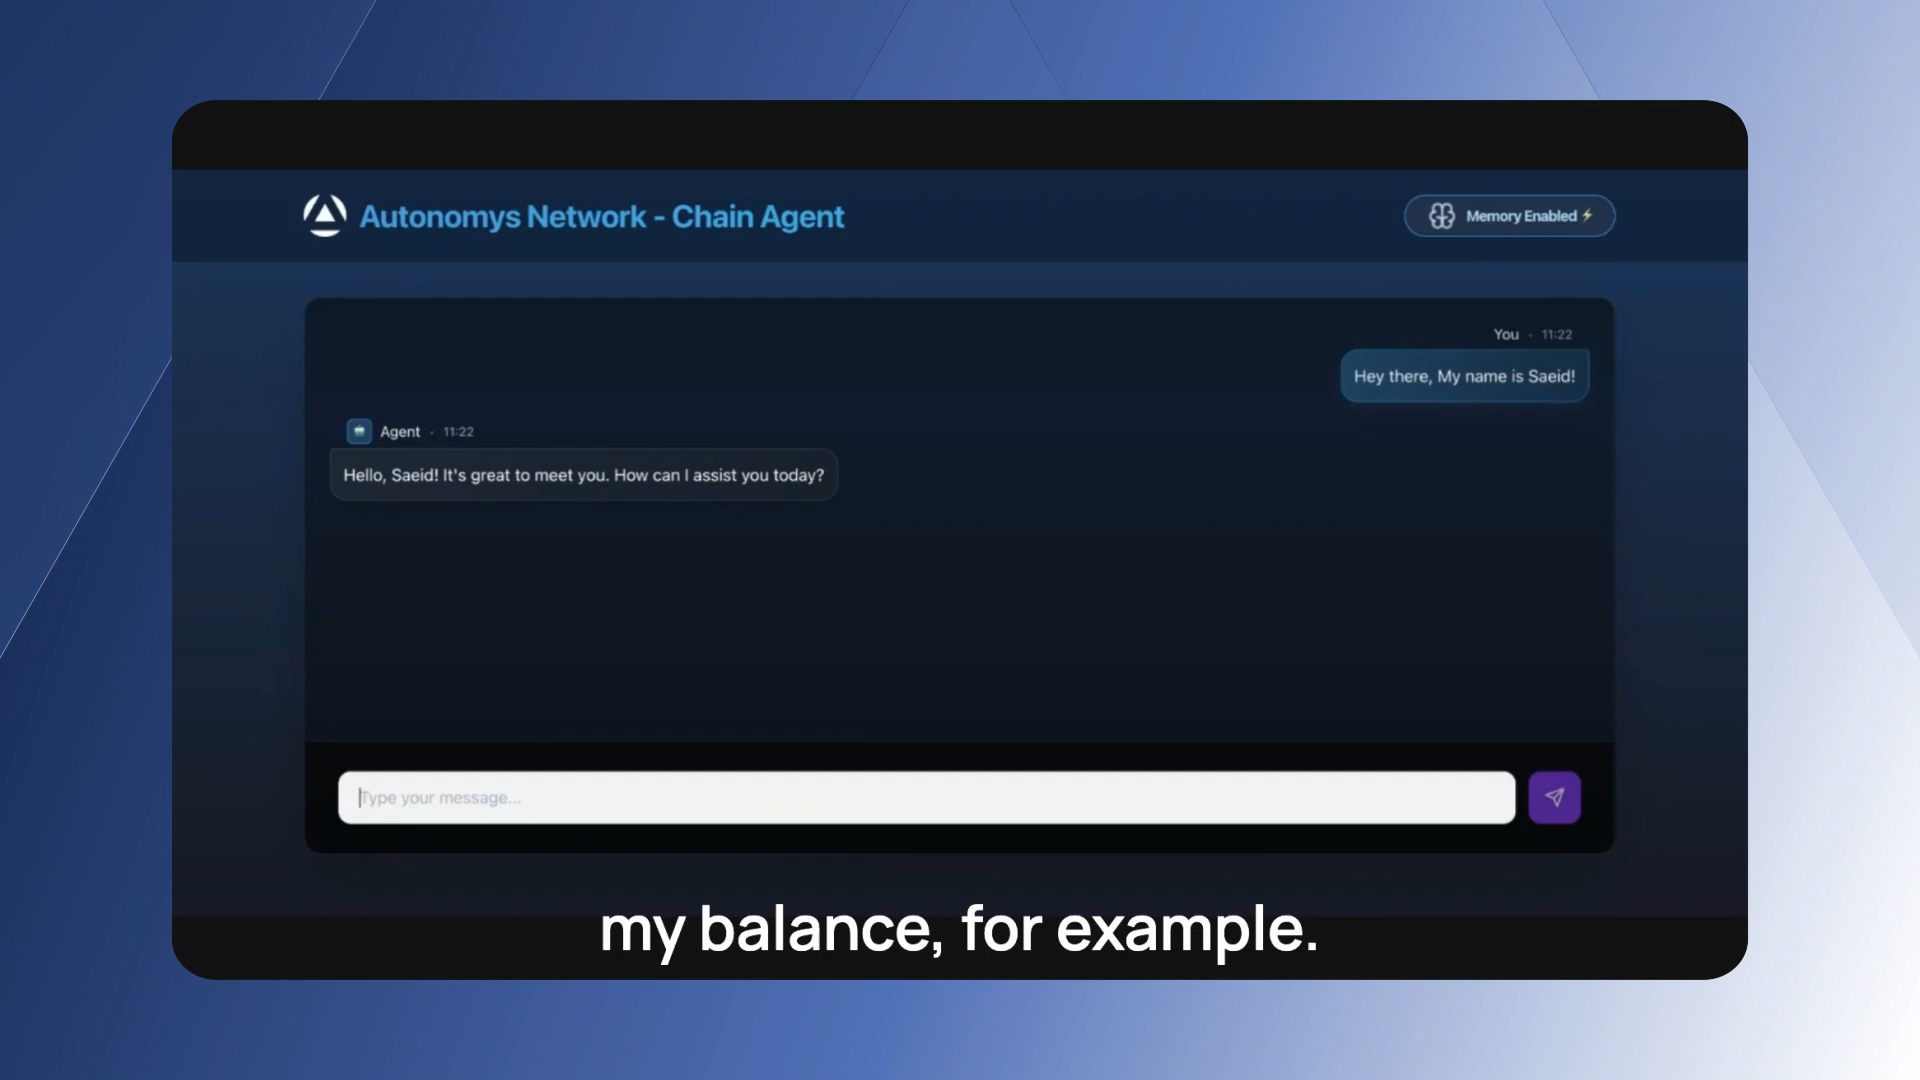 Autonomys Network - Chain Agent
Memory Enabled⚡
You · 11:22
Hey there, My name is Saeid!
Agent · 11:22
Hello, Saeid! It's great to meet you. How can I assist you today?
Type your message...
my balance, for example.